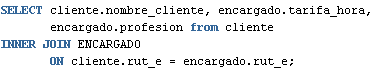 SELECT cliente.nombre_cliente, encargado.tarifa_hora,
encargado.profesion from cliente
INNER JOIN ENCARGADO
ON cliente.rut_e = encargado.rut_e;